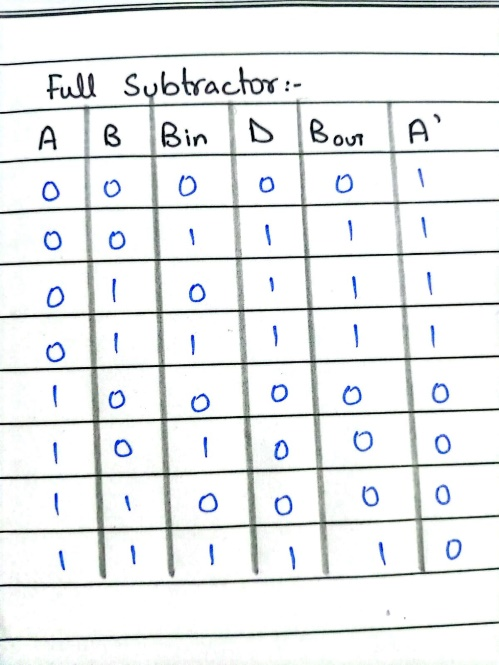 Full Subtractor:-
A B Bin D Bout A'
0 0 0 0 0 1
0 0 1 1 1 1
0 1 0 1 1 1
0 1 1 1 1 1
1 0 0 0 0 0
1 0 1 0 0 0
1 1 0 0 0 0
1 1 1 1 1 0